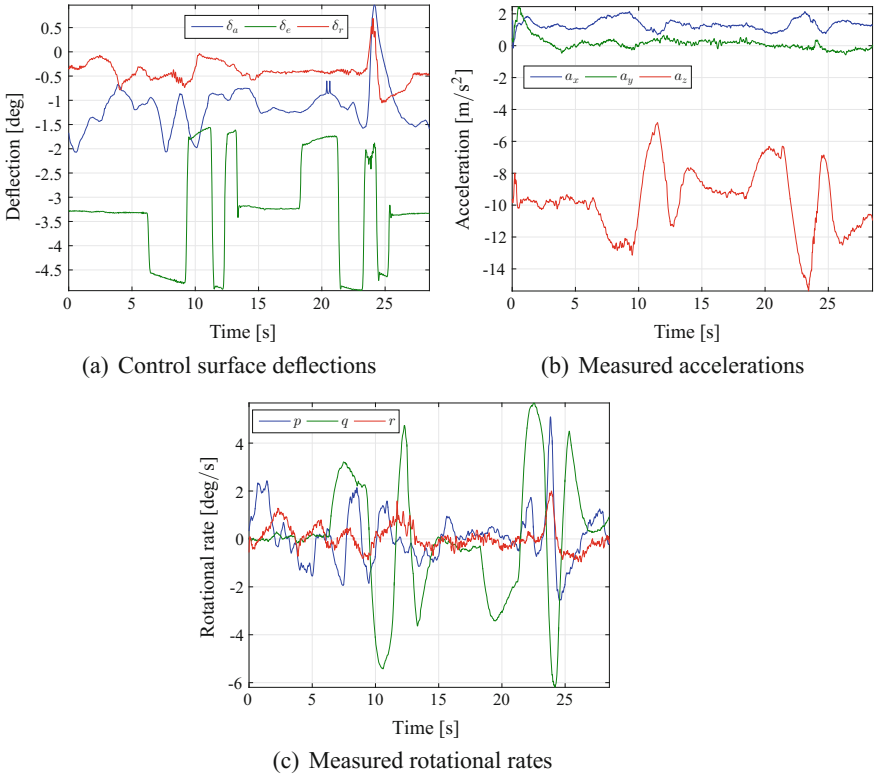 δa δe δr
0.5
0
-0.5
-1
-1.5
-2
-3
-3.5
-4
-4.5
Deflection [deg]
0 5 10 15 20 25
Time [s]
(a) Control surface deflections
2
0
-2
-4
-6
-8
-10
-12
-14
Acceleration [m/s²]
ax ay az
0 5 10 15 20 25
Time [s]
(b) Measured accelerations
p q r
4
2
0
-2
-4
-6
Rotational rate [deg/s]
0 5 10 15 20 25
Time [s]
(c) Measured rotational rates